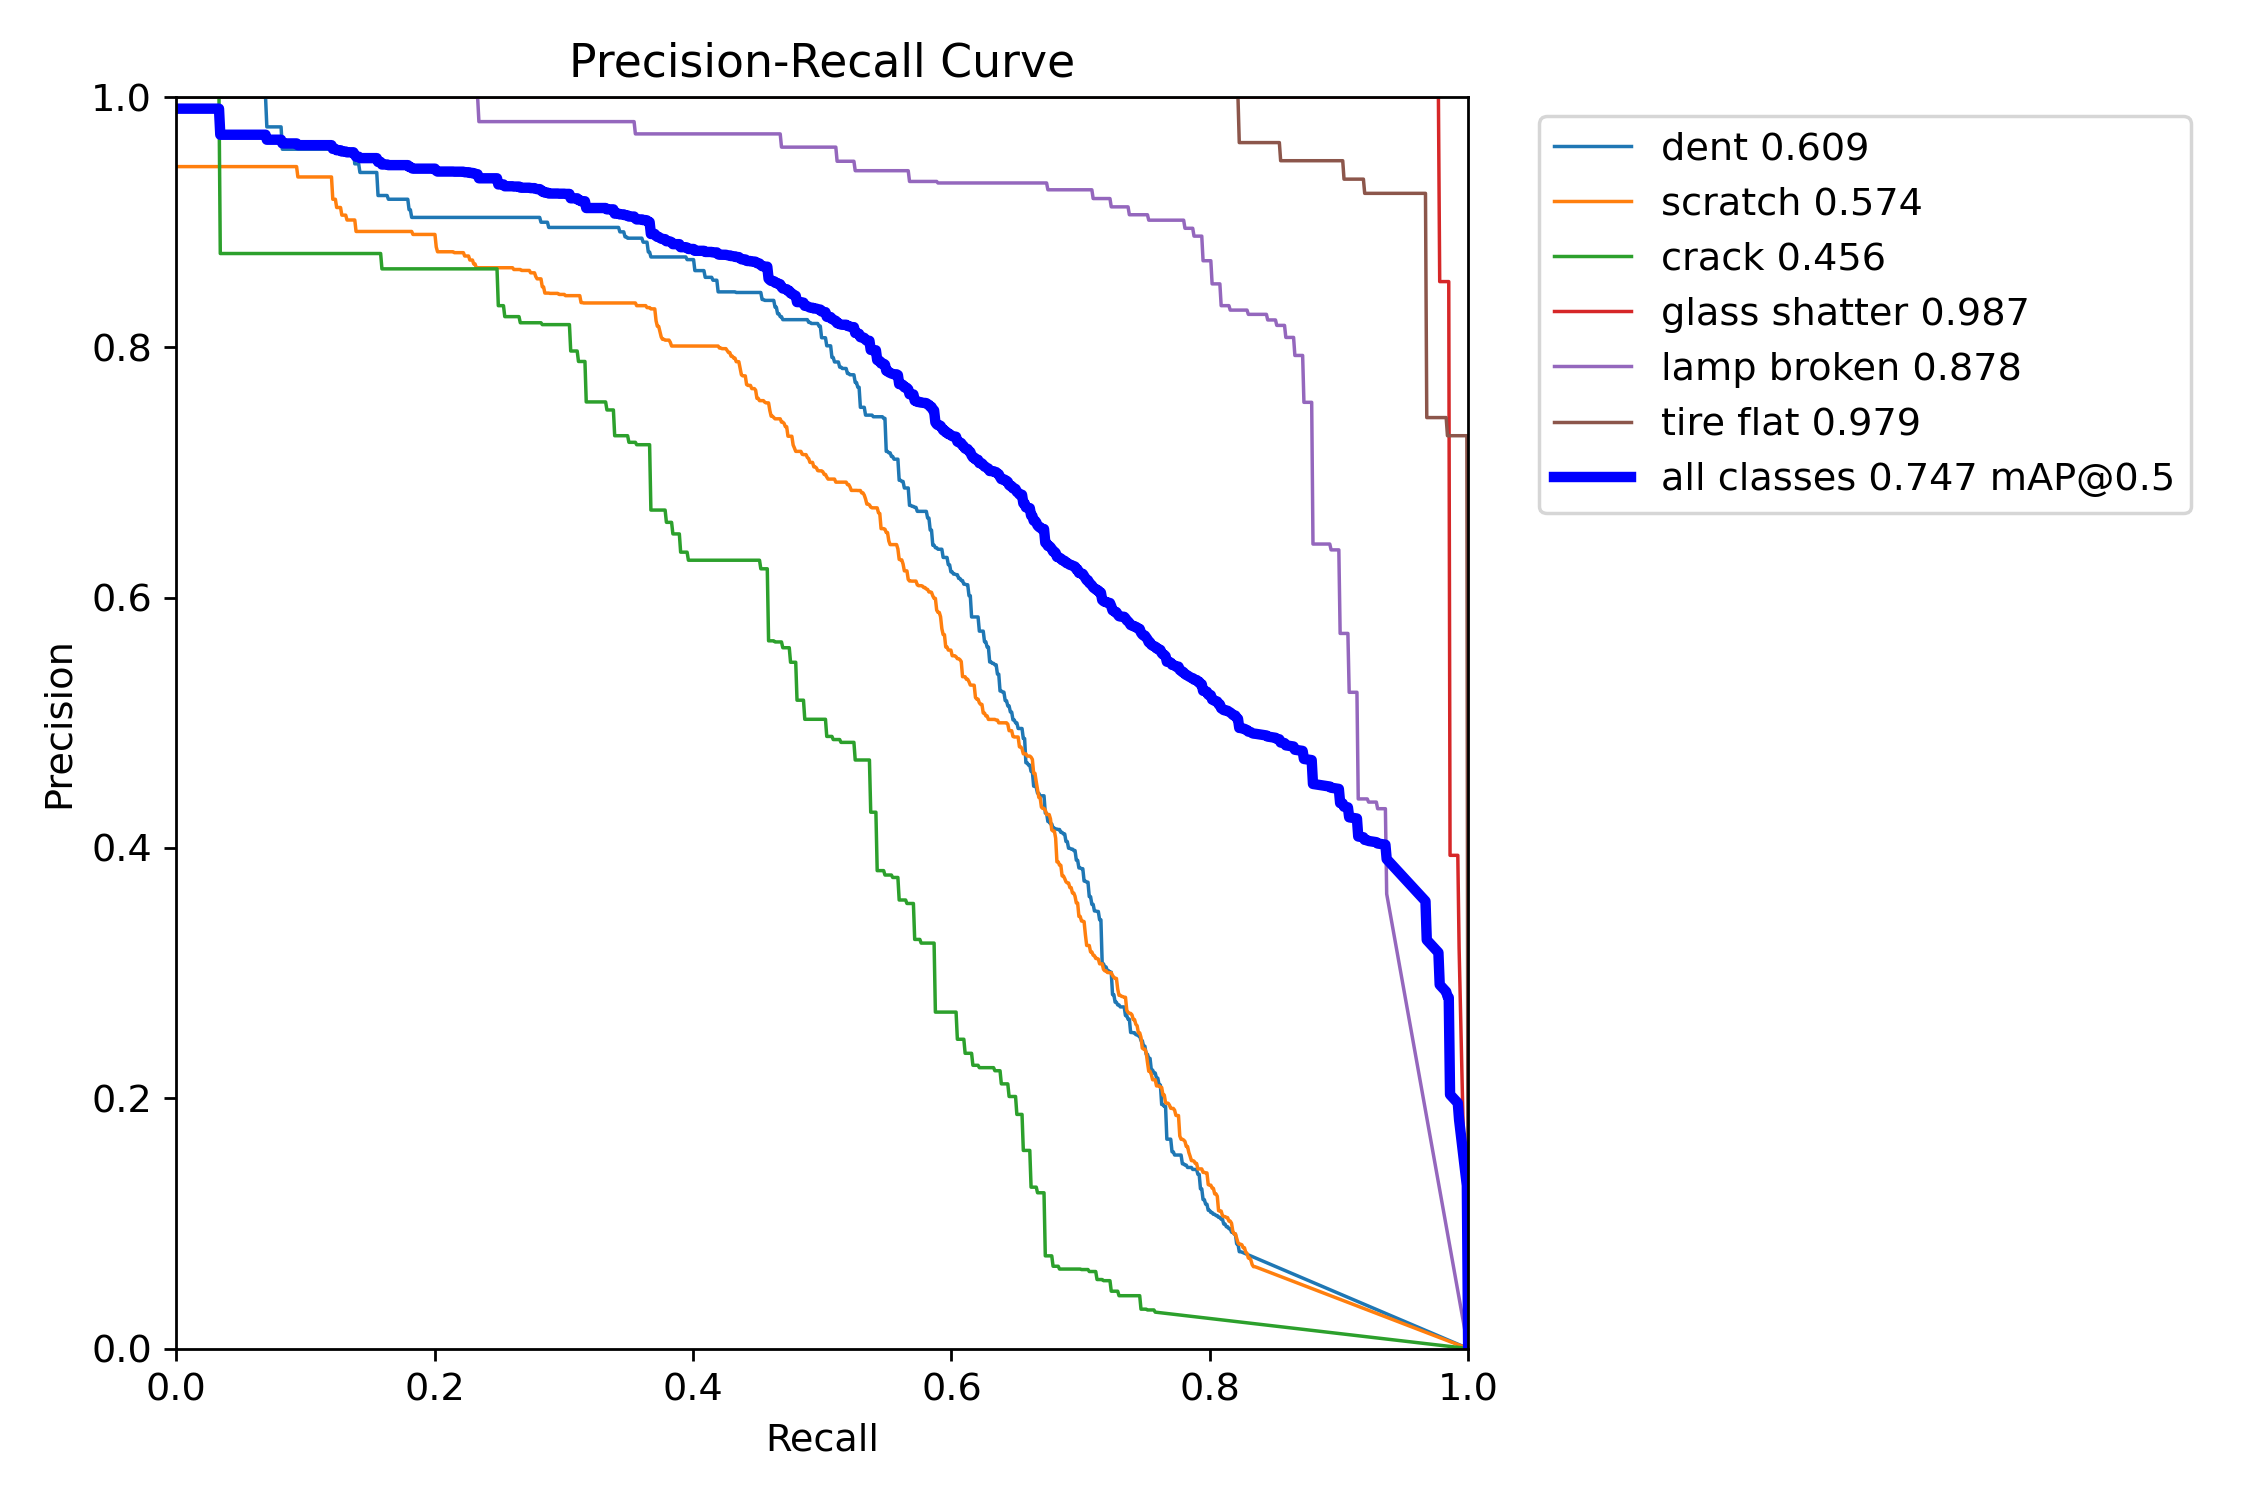 Precision-Recall Curve
1.0
0.8
0.6
0.4
0.2
0.0
Precision
0.0 0.2 0.4 0.6 0.8 1.0
Recall
dent 0.609
scratch 0.574
crack 0.456
glass shatter 0.987
lamp broken 0.878
tire flat 0.979
all classes 0.747 mAP@0.5